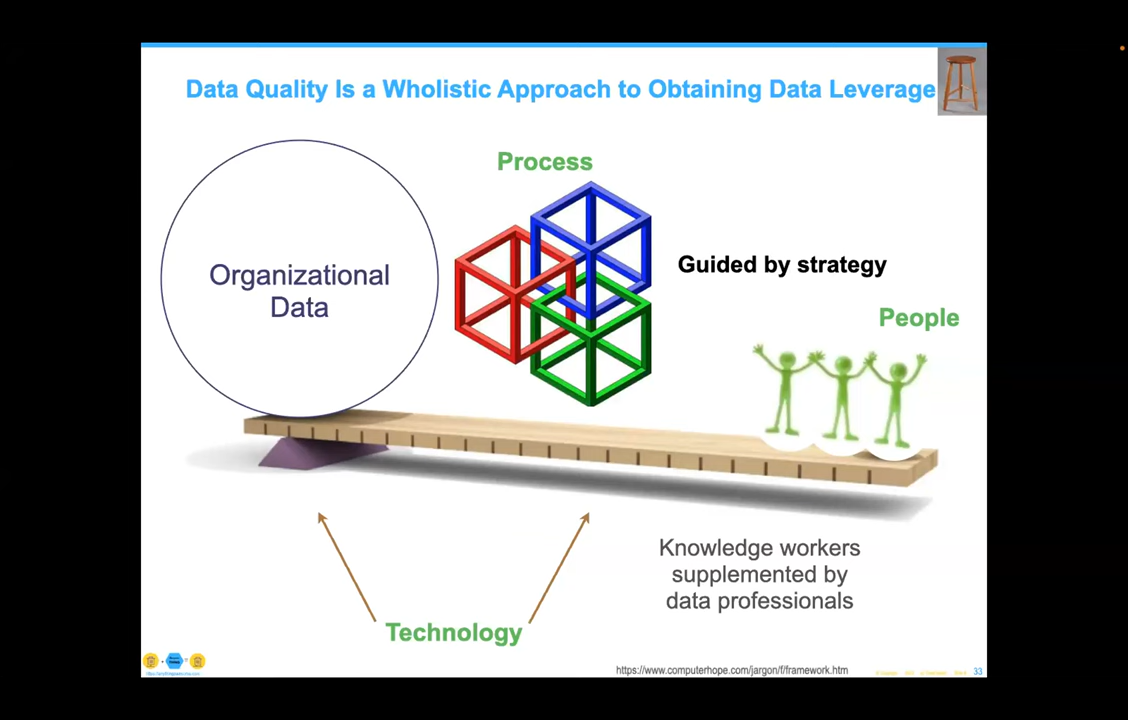 Data Quality Is a Wholistic Approach to Obtaining Data Leverage
Process
Organizational
Data
Guided by strategy
People
Knowledge workers
supplemented by
data professionals
Technology
https://www.computerhope.com/jargon/f/framework.htm
33